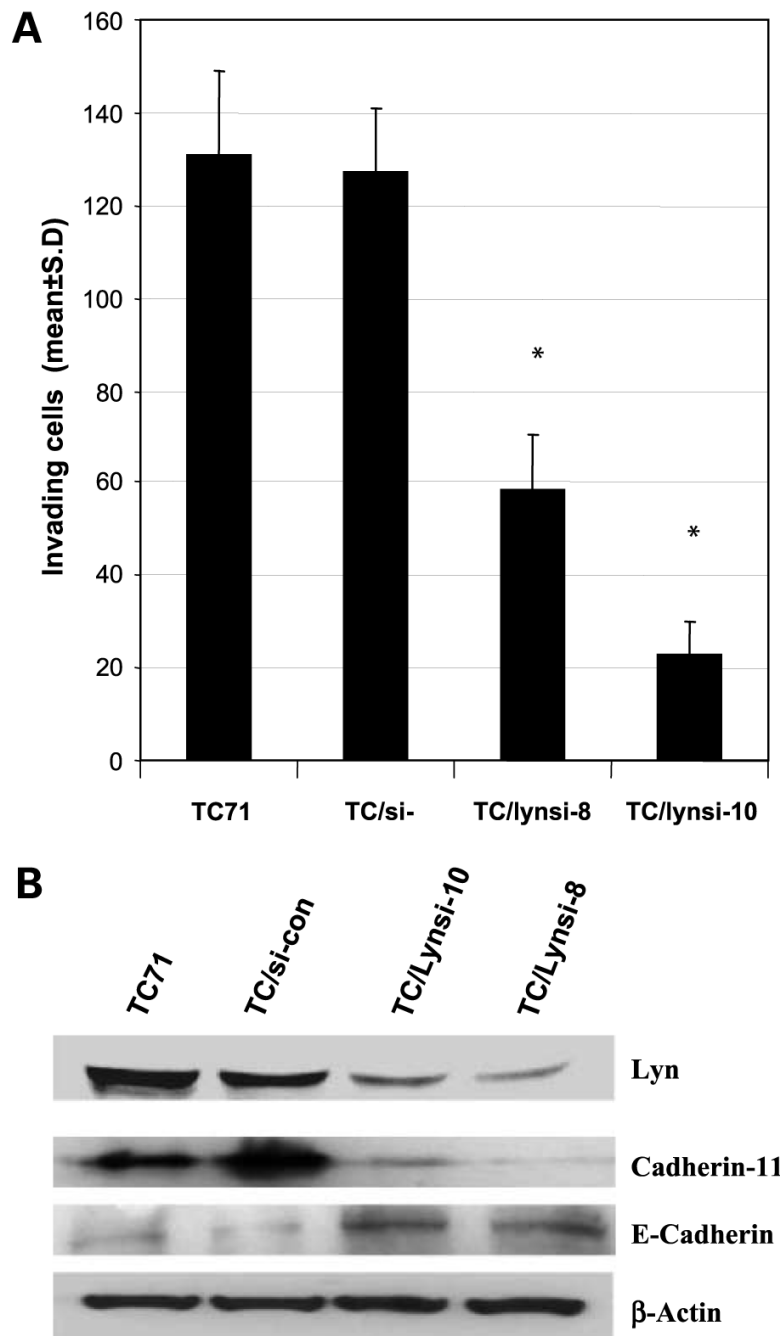 A
Invading cells (mean±S.D)
160
140
120
100
80
60
40
20
0
*
*
TC71 TC/si- TC/lynsi-8 TC/lynsi-10
B
TC71 TC/si-con TC/Lynsi-10 TC/Lynsi-8
Lyn
Cadherin-11
E-Cadherin
β-Actin